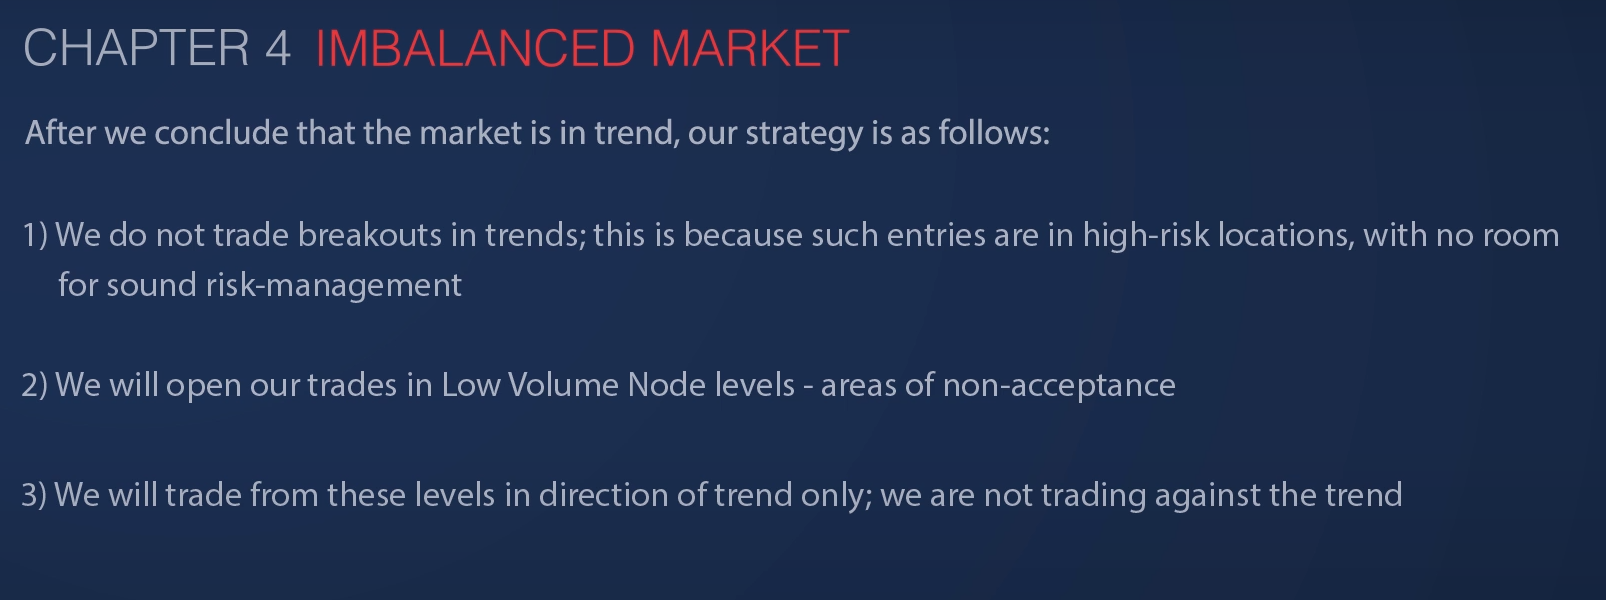 CHAPTER 4 IMBALANCED MARKET
After we conclude that the market is in trend, our strategy is as follows:
1) We do not trade breakouts in trends; this is because such entries are in high-risk locations, with no room
for sound risk-management
2) We will open our trades in Low Volume Node levels - areas of non-acceptance
3) We will trade from these levels in direction of trend only; we are not trading against the trend